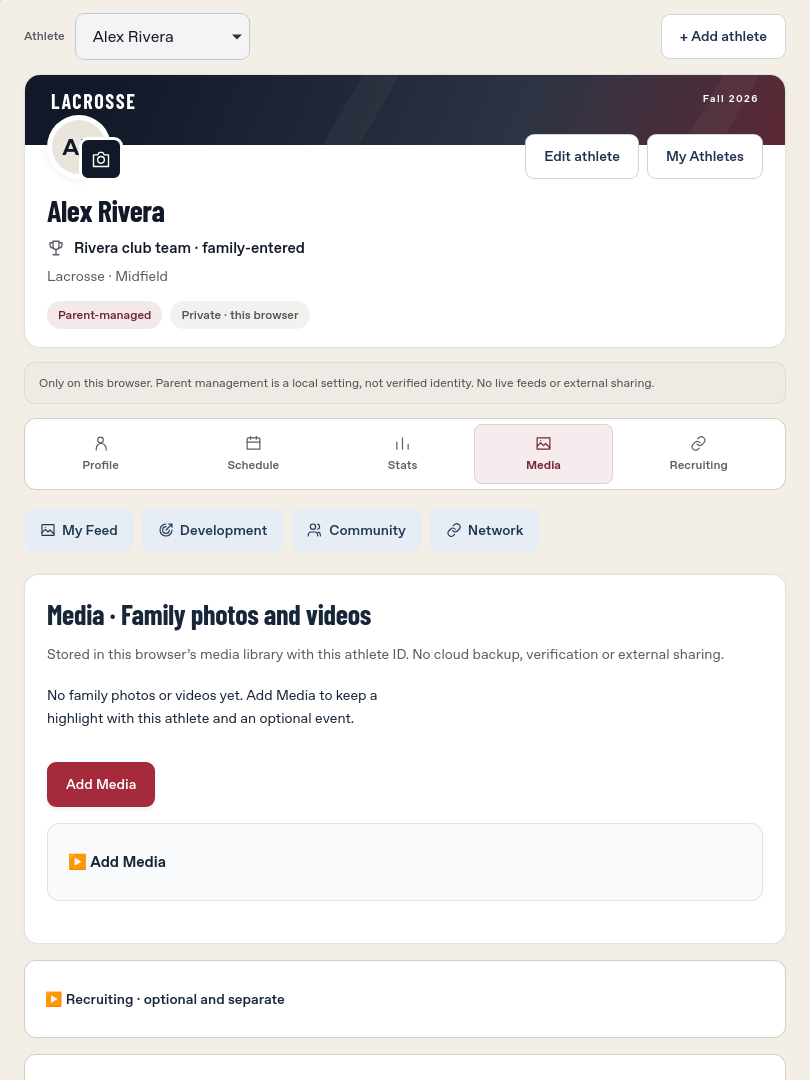 Athlete
Alex Rivera
+ Add athlete
LACROSSE
Fall 2026
A
Edit athlete
My Athletes
Alex Rivera
Rivera club team · family-entered
Lacrosse · Midfield
Parent-managed
Private · this browser
Only on this browser. Parent management is a local setting, not verified identity. No live feeds or external sharing.
Profile
Schedule
Stats
Media
Recruiting
My Feed
Development
Community
Network
Media · Family photos and videos
Stored in this browser’s media library with this athlete ID. No cloud backup, verification or external sharing.
No family photos or videos yet. Add Media to keep a
highlight with this athlete and an optional event.
Add Media
▶️ Add Media
▶️ Recruiting · optional and separate